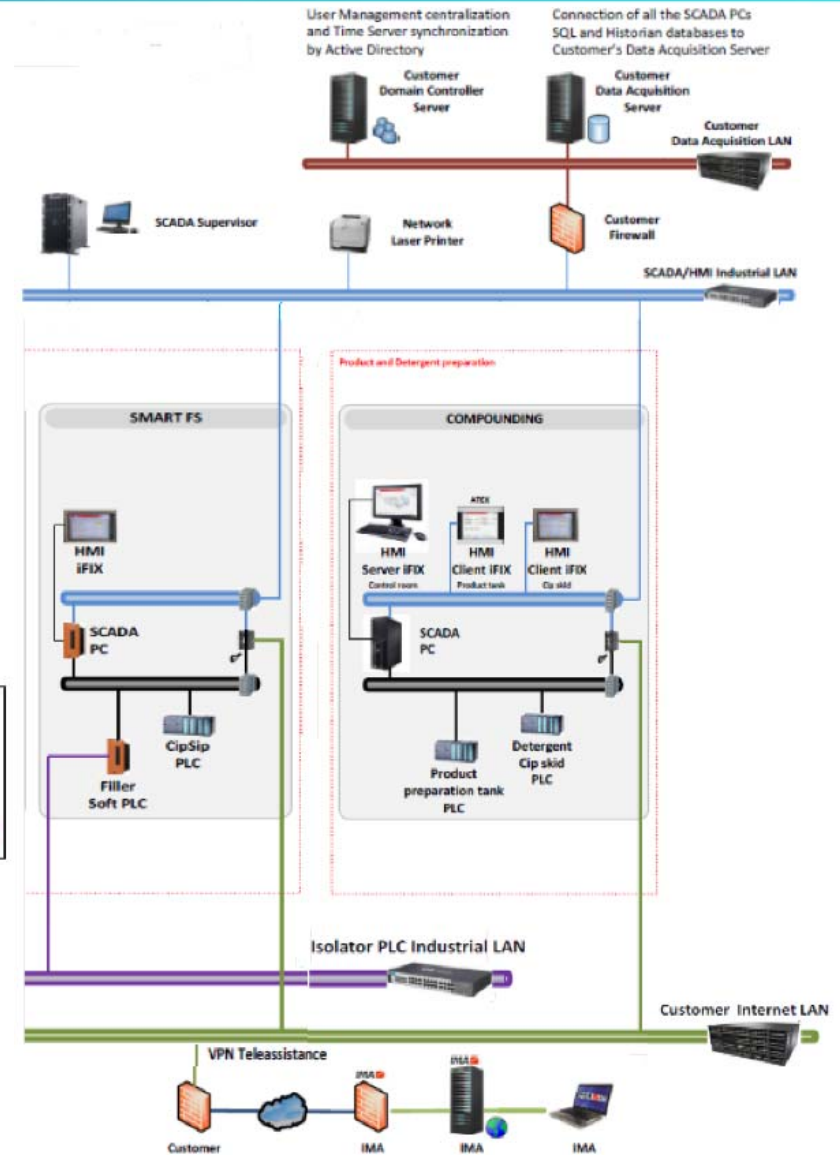 User Management centralization
and Time Server synchronization
by Active Directory
Connection of all the SCADA PCs
SQL and Historian databases to
Customer's Data Acquisition Server
Customer
Domain Controller
Server
Customer
Data Acquisition
Server
Customer
Data Acquisition LAN
SCADA Supervisor
Network
Laser Printer
Customer
Firewall
SCADA/HMI Industrial LAN
Product and Detergent preparation
SMART FS
COMPOUNDING
HMI
iFIX
HMI
Server iFIX
Control room
ATEX
HMI
Client iFIX
Product tank
HMI
Client iFIX
Cip skid
SCADA
PC
SCADA
PC
CipSip
PLC
Filler
Soft PLC
Product
preparation tank
PLC
Detergent
Cip skid
PLC
Isolator PLC Industrial LAN
Customer Internet LAN
VPN Teleassistance
IMA
IMA
Customer
IMA
IMA
IMA